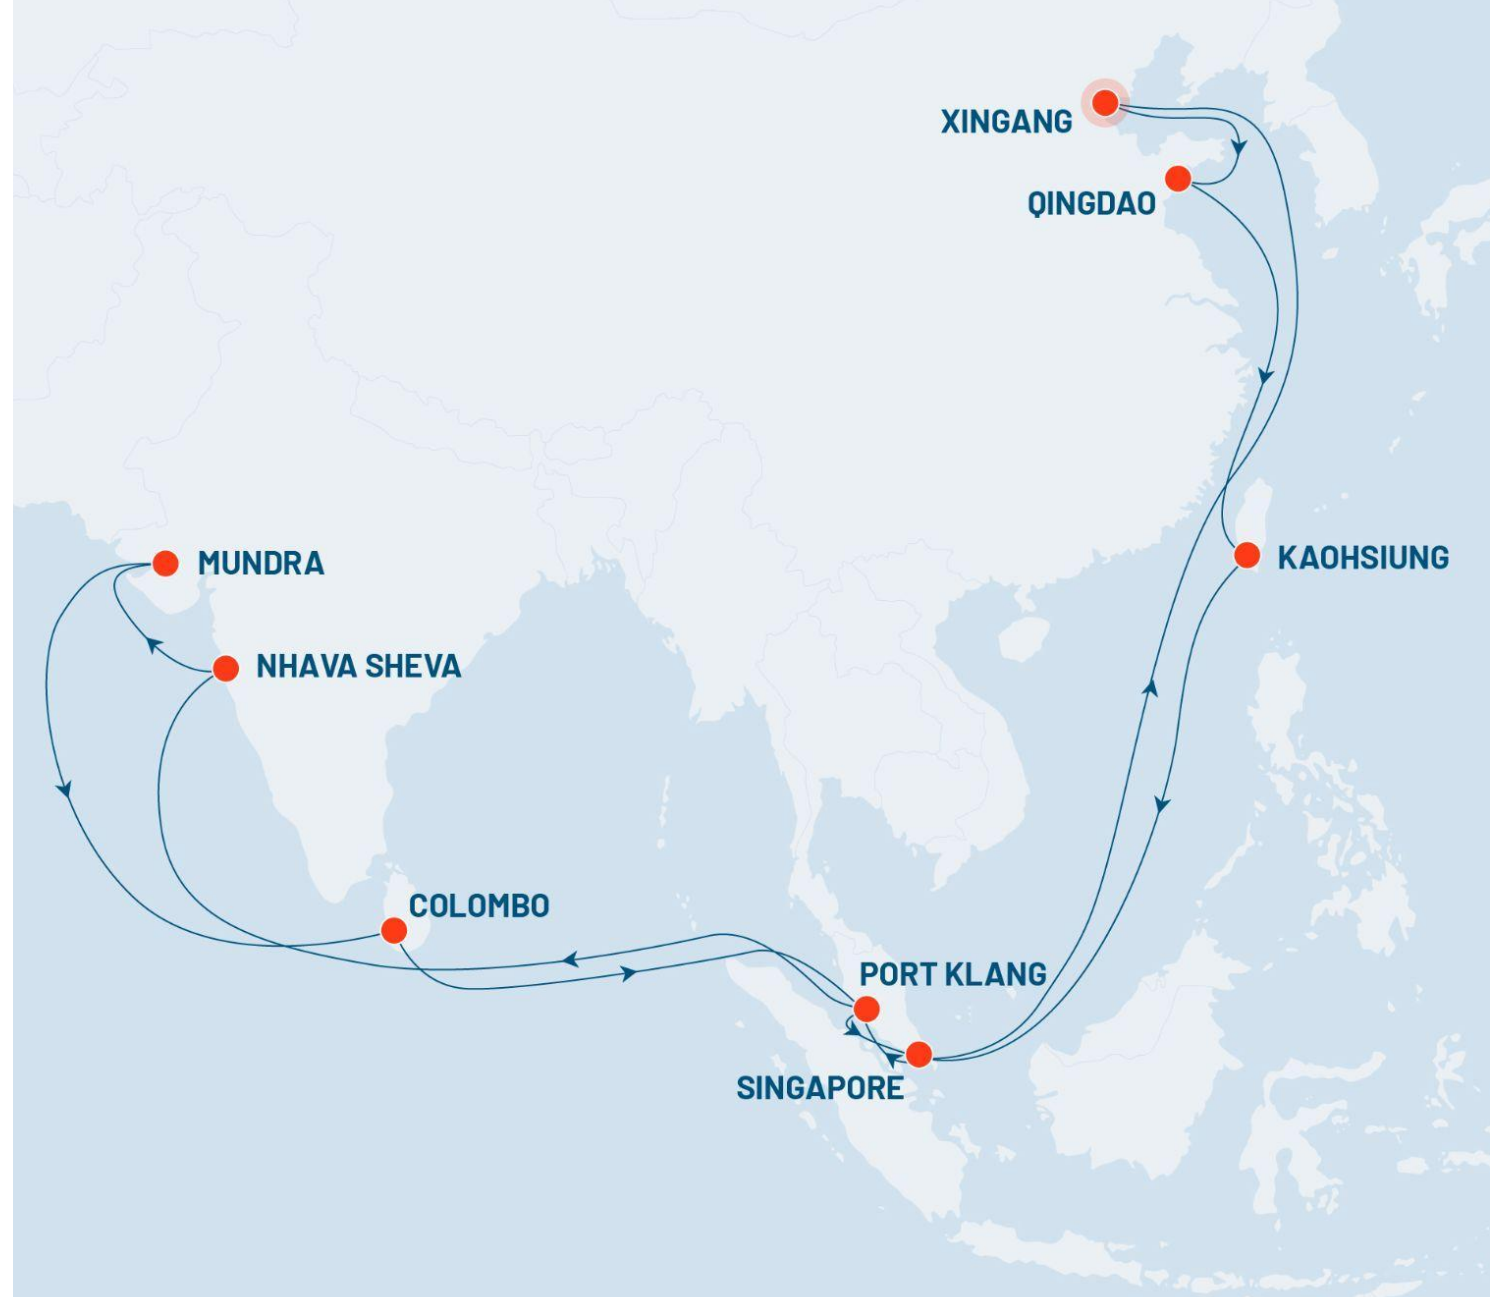 XINGANG
QINGDAO
KAOHSIUNG
MUNDRA
NHAVA SHEVA
COLOMBO
PORT KLANG
SINGAPORE